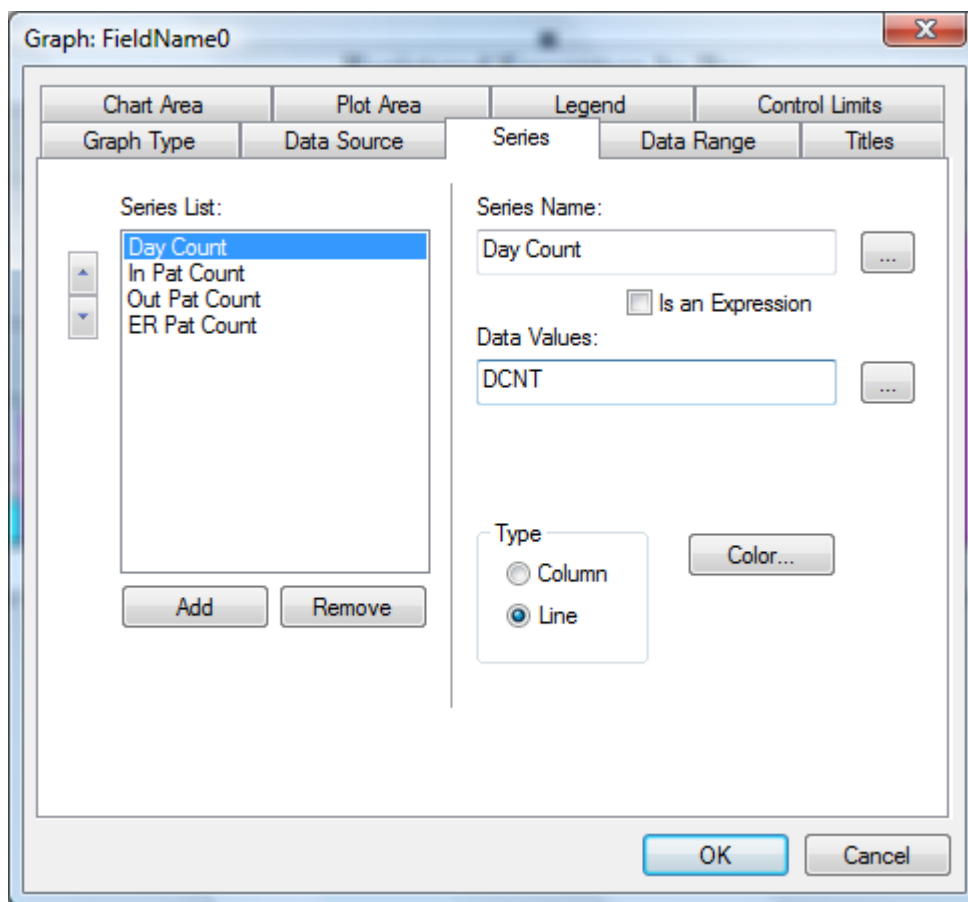 Graph: FieldName0
Chart Area
Plot Area
Legend
Control Limits
Graph Type
Data Source
Series
Data Range
Titles
Series List:
Day Count
In Pat Count
Out Pat Count
ER Pat Count
Add
Remove
Series Name:
Day Count
...
Is an Expression
Data Values:
DCNT
...
Type
Column
Line
Color...
OK
Cancel